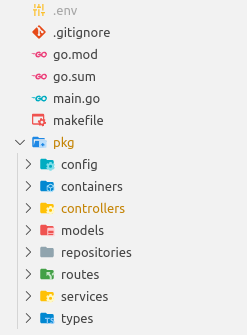 .env
.gitignore
go.mod
go.sum
main.go
makefile
pkg
config
containers
controllers
models
repositories
routes
services
types